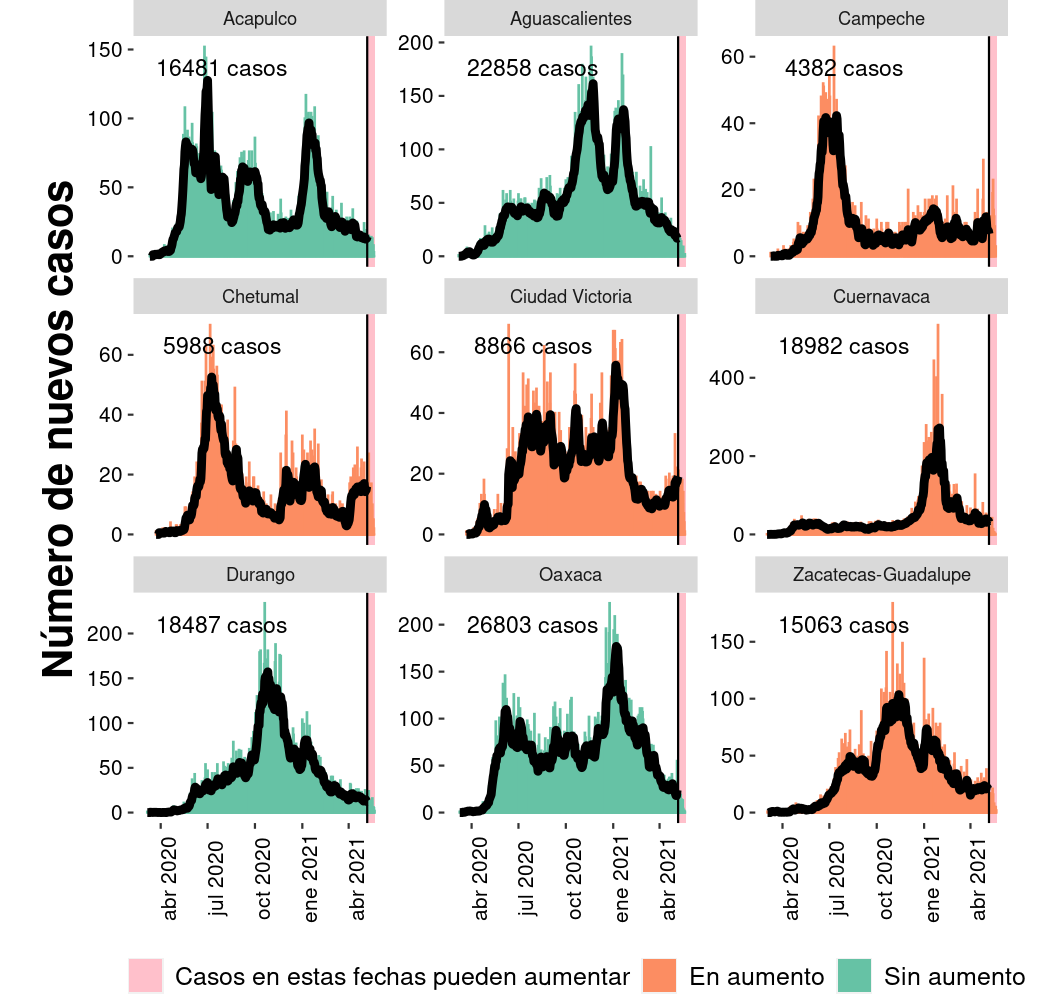 Número de nuevos casos
Acapulco
Aguascalientes
Campeche
150
100
50
0
16481 casos
200
150
100
50
0
22858 casos
60
40
20
0
4382 casos
Chetumal
Ciudad Victoria
Cuernavaca
60
40
20
0
5988 casos
60
40
20
0
8866 casos
400
200
0
18982 casos
Durango
Oaxaca
Zacatecas-Guadalupe
200
150
100
50
0
18487 casos
200
150
100
50
0
26803 casos
150
100
50
0
15063 casos
abr 2020
jul 2020
oct 2020
ene 2021
abr 2021
abr 2020
jul 2020
oct 2020
ene 2021
abr 2021
abr 2020
jul 2020
oct 2020
ene 2021
abr 2021
Casos en estas fechas pueden aumentar
En aumento
Sin aumento